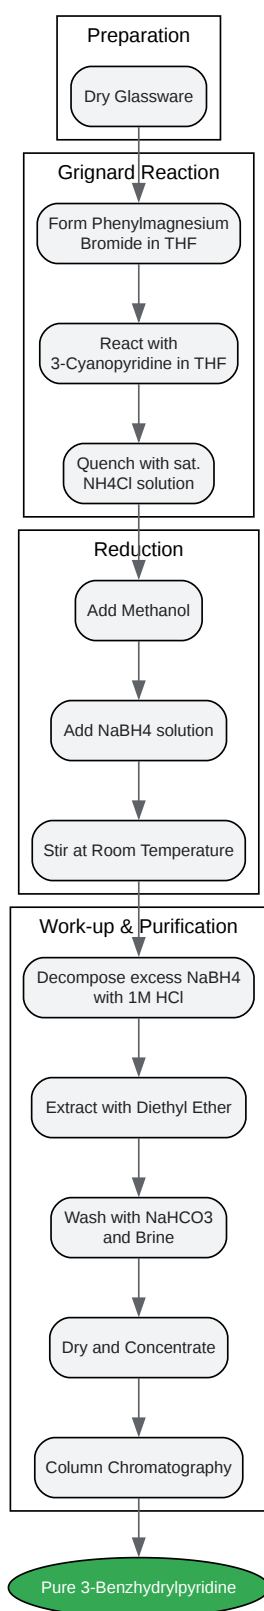 Preparation
Dry Glassware
Grignard Reaction
Form Phenylmagnesium
Bromide in THF
React with
3-Cyanopyridine in THF
Quench with sat.
NH4Cl solution
Reduction
Add Methanol
Add NaBH4 solution
Stir at Room Temperature
Work-up & Purification
Decompose excess NaBH4
with 1M HCl
Extract with Diethyl Ether
Wash with NaHCO3
and Brine
Dry and Concentrate
Column Chromatography
Pure 3-Benzhydrylpyridine